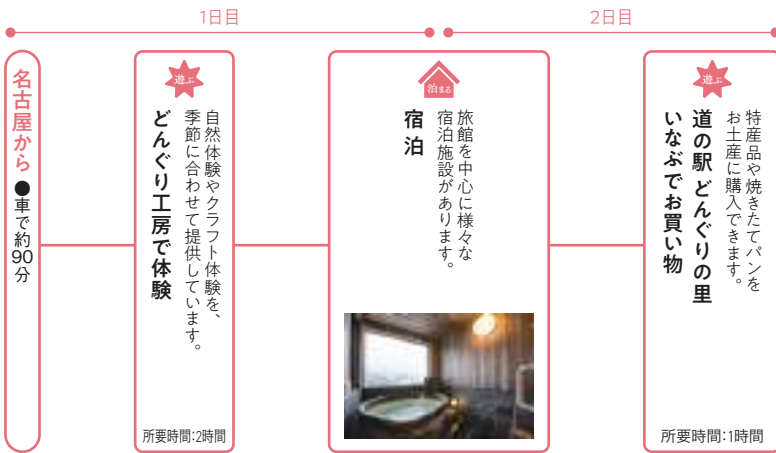 1日目
2日目
名古屋から ●車で約90分
遊ぶ
自然体験やクラフト体験を、
季節に合わせて提供しています。
どんぐり工房で体験
所要時間:2時間
泊まる
旅館を中心に様々な
宿泊施設があります。
宿泊
遊ぶ
特産品や焼きたてパンを
お土産に購入できます。
道の駅 どんぐりの里
いなぶでお買い物
所要時間:1時間